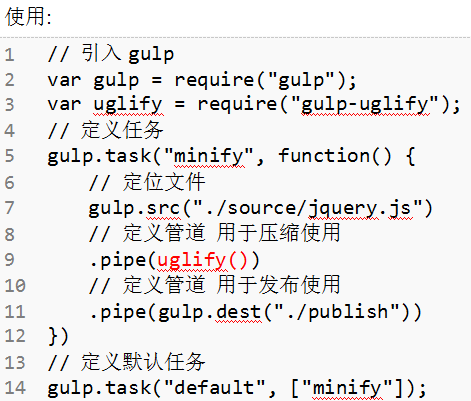 使用:
1 // 引入 gulp
2 var gulp = require("gulp");
3 var uglify = require("gulp-uglify");
4 // 定义任务
5 gulp.task("minify", function() {
6     // 定位文件
7     gulp.src("./source/jquery.js")
8     // 定义管道 用于压缩使用
9     .pipe(uglify())
10     // 定义管道 用于发布使用
11     .pipe(gulp.dest("./publish"))
12 })
13 // 定义默认任务
14 gulp.task("default", ["minify"]);